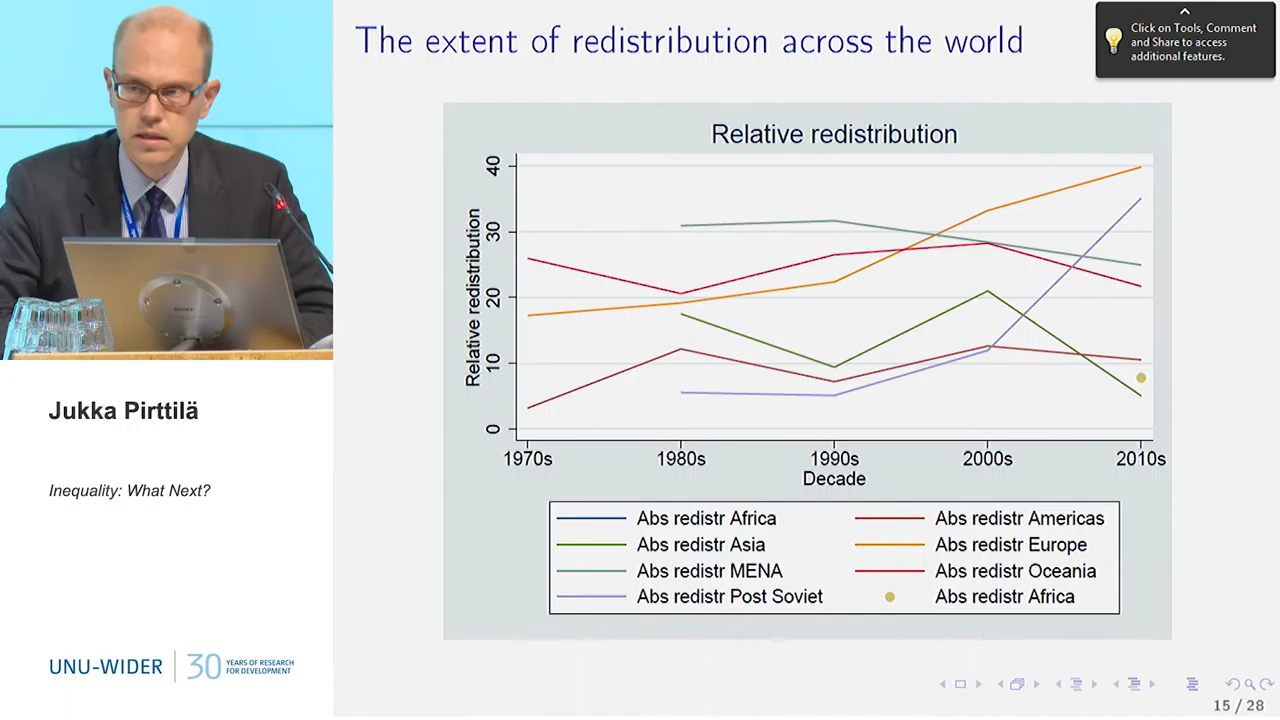 The extent of redistribution across the world
Click on Tools, Comment
and Share to access
additional features.
Relative redistribution
Relative redistribution
40
30
20
10
0
1970s 1980s 1990s 2000s 2010s
Decade
Abs redistr Africa Abs redistr Americas
Abs redistr Asia Abs redistr Europe
Abs redistr MENA Abs redistr Oceania
Abs redistr Post Soviet Abs redistr Africa
SONY
Jukka Pirttilä
Inequality: What Next?
UNU-WIDER
30 YEARS OF RESEARCH
FOR DEVELOPMENT
15 / 28